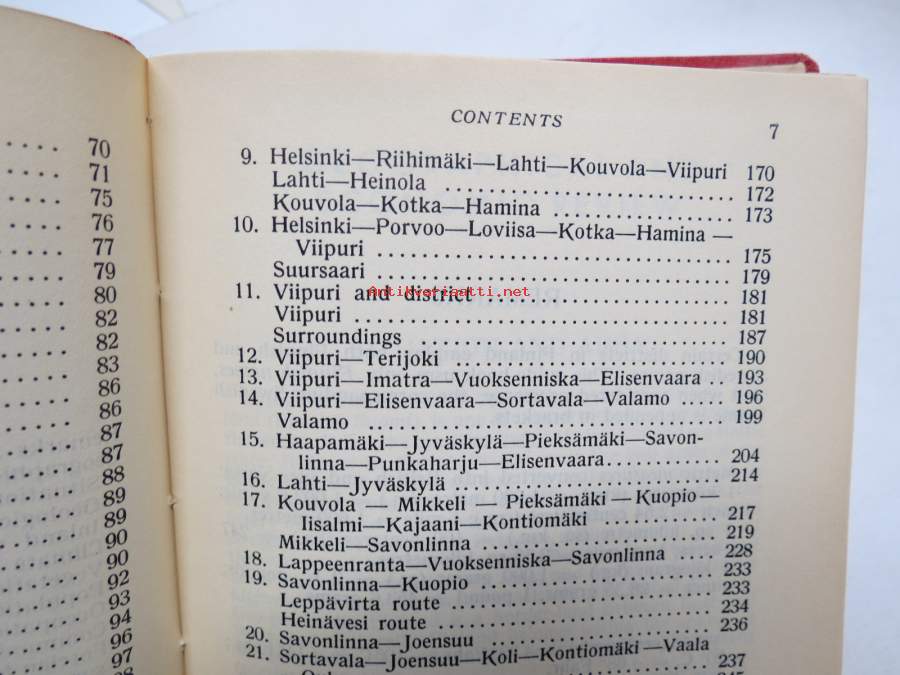 70
71
75
76
77
79
80
82
82
83
86
86
87
87
88
89
89
90
90
92
93
94
96
97
CONTENTS 7
9. Helsinki—Riihimäki—Lahti—Kouvola—Viipuri 170
Lahti—Heinola 172
Kouvola—Kotka—Hamina 173
10. Helsinki—Porvoo—Loviisa—Kotka—Hamina—
Viipuri 175
Suursaari 179
11. Viipuri and district 181
Antikvariaatti.net
Viipuri 181
Surroundings 187
12. Viipuri—Terijoki 190
13. Viipuri—Imatra—Vuoksenniska—Elisenvaara .. 193
14. Viipuri—Elisenvaara—Sortavala—Valamo 196
Valamo 199
15. Haapamäki—Jyväskylä—Pieksämäki—Savon-
linna—Punkaharju—Elisenvaara 204
16. Lahti—Jyväskylä 214
17. Kouvola — Mikkeli — Pieksämäki — Kuopio—
Iisalmi—Kajaani—Kontiomäki 217
Mikkeli—Savonlinna 219
18. Lappeenranta—Vuoksenniska—Savonlinna 228
19. Savonlinna—Kuopio 233
Leppävirta route 233
Heinävesi route 234
20. Savonlinna—Joensuu 236
21. Sortavala—Joensuu—Koli—Kontiomäki—Vaala
237